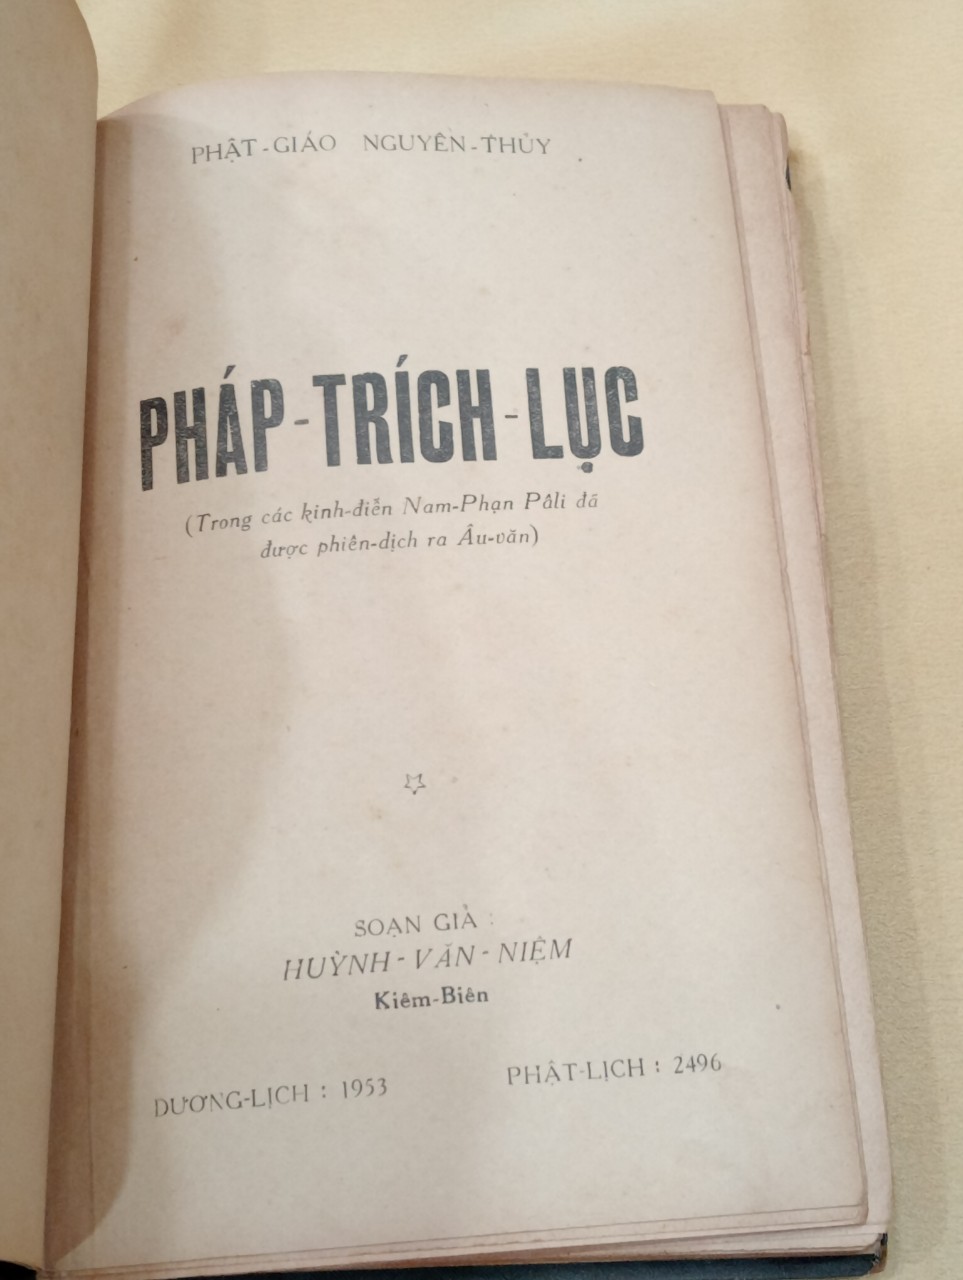 PHẬT-GIÁO NGUYÊN-THỦY
PHÁP-TRÍCH-LỤC
(Trong các kinh-điển Nam-Phạn Pâli đã
được phiên-dịch ra Âu-văn)
SOẠN GIẢ :
HUỲNH-VĂN-NIỆM
Kiêm-Biên
DƯƠNG-LỊCH : 1953
PHẬT-LỊCH : 2496